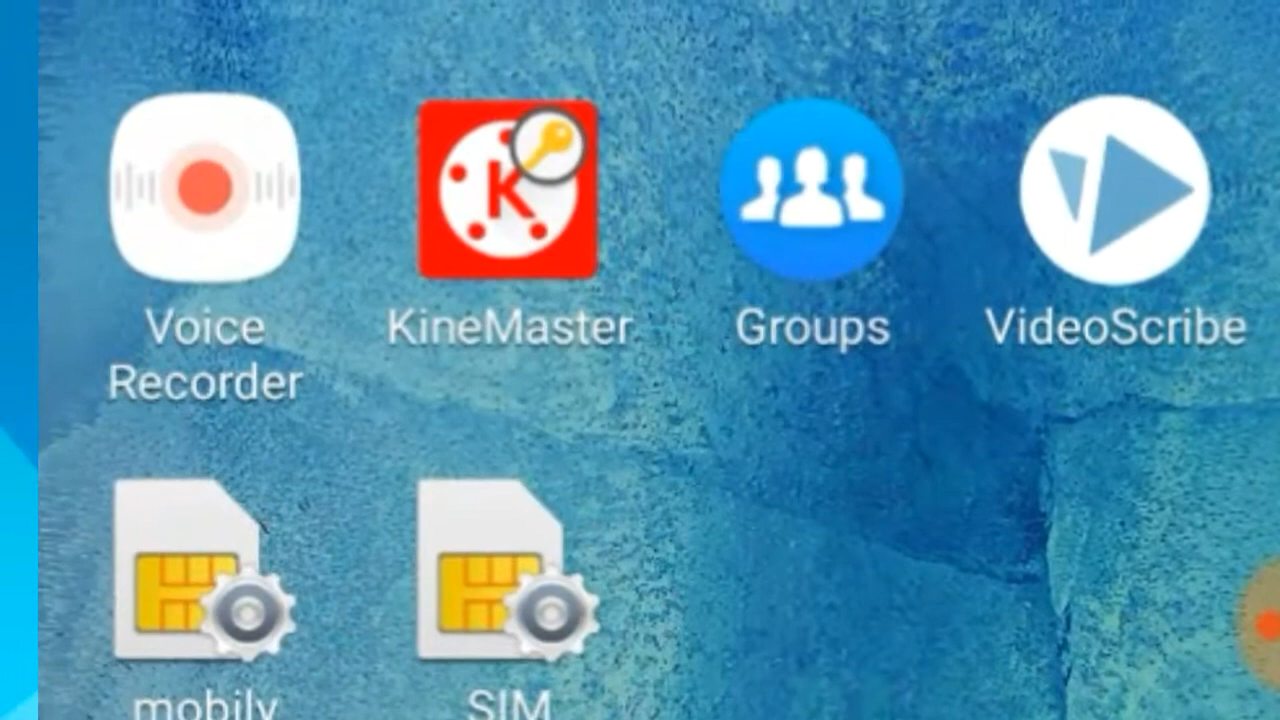 K
Voice
Recorder
KineMaster
Groups
VideoScribe
mobily
SIM